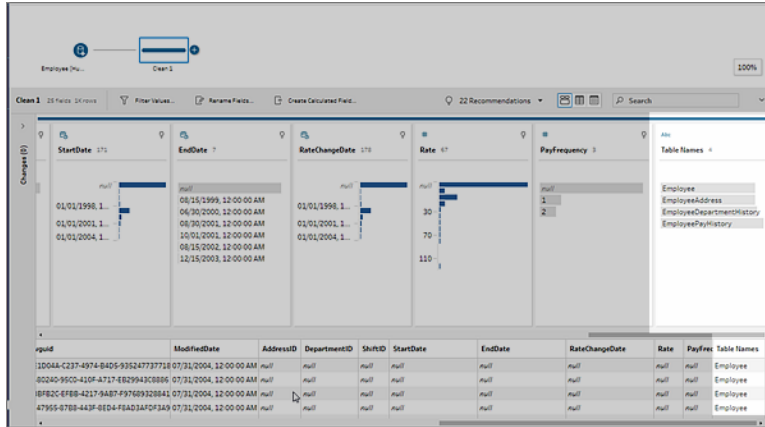 Employee (Hu...
Clean 1
100%
Clean 1 25 fields 1K rows
Filter Values...
Rename Fields...
Create Calculated Field...
22 Recommendations
Search
Changes (0)
StartDate 171
null
01/01/1998, 1...
01/01/2001, 1...
01/01/2004, 1...
EndDate 7
null
08/15/1999, 12:00:00 AM
06/30/2000, 12:00:00 AM
08/30/2001, 12:00:00 AM
10/01/2001, 12:00:00 AM
08/15/2002, 12:00:00 AM
12/15/2003, 12:00:00 AM
RateChangeDate 178
null
01/01/1998, 1...
01/01/2001, 1...
01/01/2004, 1...
Rate 67
null
30
70
110
PayFrequency 3
null
1
2
Abc
Table Names 4
Employee
EmployeeAddress
EmployeeDepartmentHistory
EmployeePayHistory
ModifiedDate AddressID DepartmentID ShiftID StartDate EndDate RateChangeDate Rate PayFrec Table Names
07/31/2004, 12:00:00 AM null null null null null null null null Employee
07/31/2004, 12:00:00 AM null null null null null null null null Employee
07/31/2004, 12:00:00 AM null null null null null null null null Employee
07/31/2004, 12:00:00 AM null null null null null null null null Employee